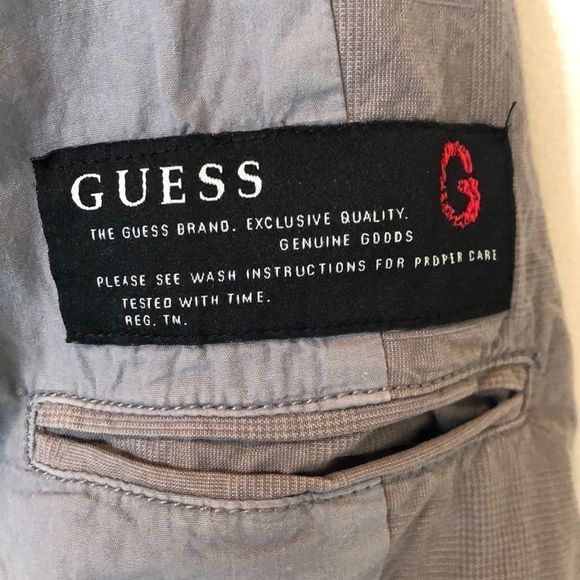 GUESS
G
THE GUESS BRAND. EXCLUSIVE QUALITY.
GENUINE GOODS
PLEASE SEE WASH INSTRUCTIONS FOR PROPER CARE
TESTED WITH TIME.
REG. TM.